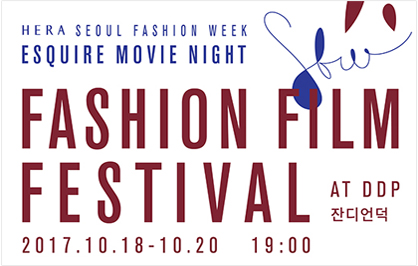 HERA SEOUL FASHION WEEK
ESQUIRE MOVIE NIGHT
sfw
FASHION FILM
FESTIVAL
AT DDP
잔디언덕
2017.10.18-10.20 19:00